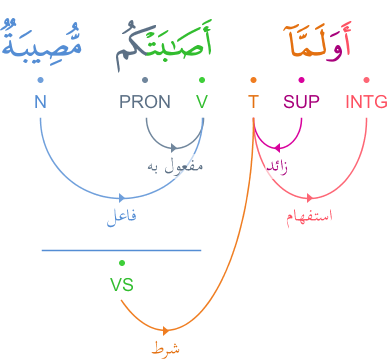 أَوَلَمَّآ أَصَٰبَتْكُم مُّصِيبَةٌ
INTG SUP T V PRON N
زائد مفعول به
استفهام فاعل
VS
شرط